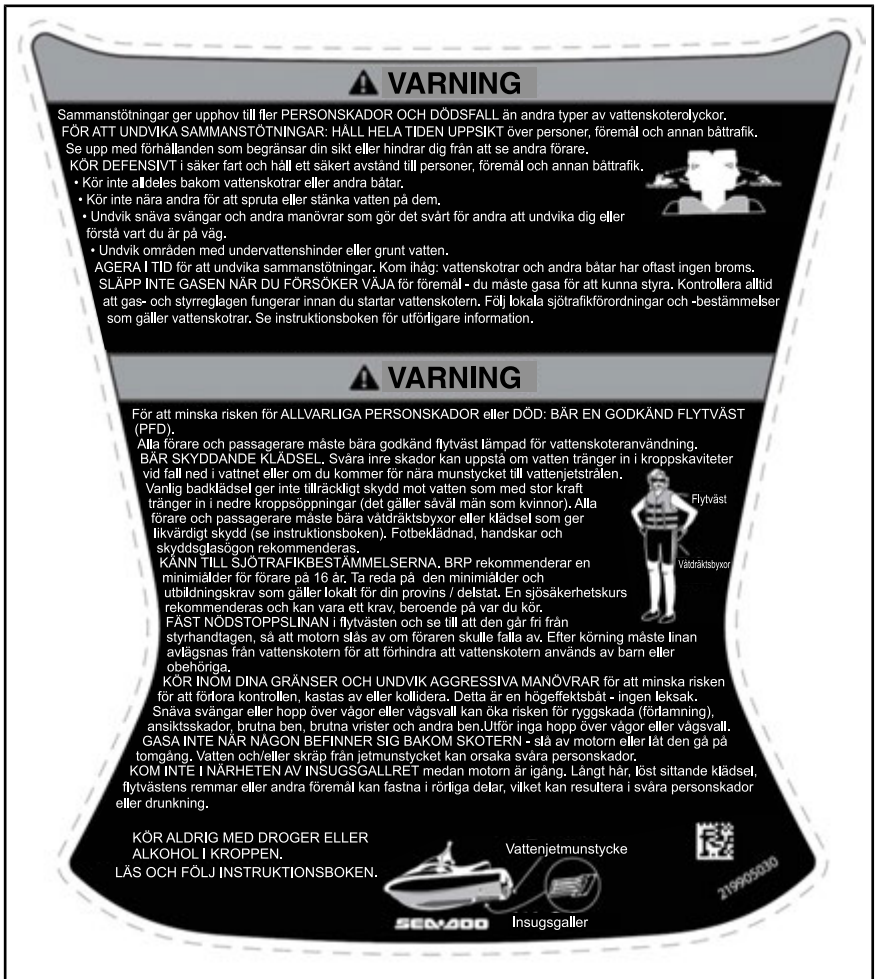 VARNING
Sammanstötningar ger upphov till fler PERSONSKADOR OCH DÖDSFALL än andra typer av vattenskoterolyckor.
FÖR ATT UNDVIKA SAMMANSTÖTNINGAR: HÅLL HELA TIDEN UPPSIKT över personer, föremål och annan båttrafik.
Se upp med förhållanden som begränsar din sikt eller hindrar dig från att se andra förare.
KÖR DEFENSIVT i säker fart och håll ett säkert avstånd till personer, föremål och annan båttrafik.
• Kör inte alldeles bakom vattenskotrar eller andra båtar.
• Kör inte nära andra för att spruta eller stänka vatten på dem.
• Undvik snäva svängar och andra manövrar som gör det svårt för andra att undvika dig eller
förstå vart du är på väg.
• Undvik områden med undervattenshinder eller grunt vatten.
AGERA I TID för att undvika sammanstötningar. Kom ihåg: vattenskotrar och andra båtar har oftast ingen broms.
SLÄPP INTE GASEN NÄR DU FÖRSÖKER VÄJA för föremål - du måste gasa för att kunna styra. Kontrollera alltid
att gas- och styrreglagen fungerar innan du startar vattenskotern. Följ lokala sjötrafikförordningar och -bestämmelser
som gäller vattenskotrar. Se instruktionsboken för utförligare information.
VARNING
För att minska risken för ALLVARLIGA PERSONSKADOR eller DÖD: BÄR EN GODKÄND FLYTVÄST
(PFD).
Alla förare och passagerare måste bära godkänd flytväst lämpad för vattenskoteranvändning.
BÄR SKYDDANDE KLÄDSEL. Svåra inre skador kan uppstå om vatten tränger in i kroppskaviteter
vid fall ned i vattnet eller om du kommer för nära munstycket till vattenjetstrålen.
Vanlig badklädsel ger inte tillräckligt skydd mot vatten som med stor kraft
tränger in i nedre kroppsöppningar (det gäller såväl män som kvinnor). Alla
förare och passagerare måste bära våtdräktsbyxor eller klädsel som ger
likvärdigt skydd (se instruktionsboken). Fotbeklädnad, handskar och
skyddsglasögon rekommenderas.
Flytväst
Våtdräktsbyxor
KÄNN TILL SJÖTRAFIKBESTÄMMELSERNA. BRP rekommenderar en
minimiålder för förare på 16 år. Ta reda på den minimiålder och
utbildningskrav som gäller lokalt för din provins / delstat. En sjösäkerhetskurs
rekommenderas och kan vara ett krav, beroende på var du kör.
FÄST NÖDSTOPPSLINAN i flytvästen och se till att den går fri från
styrhandtagen, så att motorn slås av om föraren skulle falla av. Efter körning måste linan
avlägsnas från vattenskotern för att förhindra att vattenskotern används av barn eller
obehöriga.
KÖR INOM DINA GRÄNSER OCH UNDVIK AGGRESSIVA MANÖVRAR för att minska risken
för att förlora kontrollen, kastas av eller kollidera. Detta är en högeffektsbåt - ingen leksak.
Snäva svängar eller hopp över vågor eller vågsvall kan öka risken för ryggskada (förlamning),
ansiktsskador, brutna ben, brutna vrister och andra ben.Utför inga hopp över vågor eller vågsvall.
GASA INTE NÄR NÅGON BEFINNER SIG BAKOM SKOTERN - slå av motorn eller låt den gå på
tomgång. Vatten och/eller skräp från jetmunstycket kan orsaka svåra personskador.
KOM INTE I NÄRHETEN AV INSUGSGALLRET medan motorn är igång. Långt hår, löst sittande klädsel,
flytvästens remmar eller andra föremål kan fastna i rörliga delar, vilket kan resultera i svåra personskador
eller drunkning.
KÖR ALDRIG MED DROGER ELLER
ALKOHOL I KROPPEN.
LÄS OCH FÖLJ INSTRUKTIONSBOKEN.
Vattenjetmunstycke
Insugsgaller
SEA-DOO
219905030